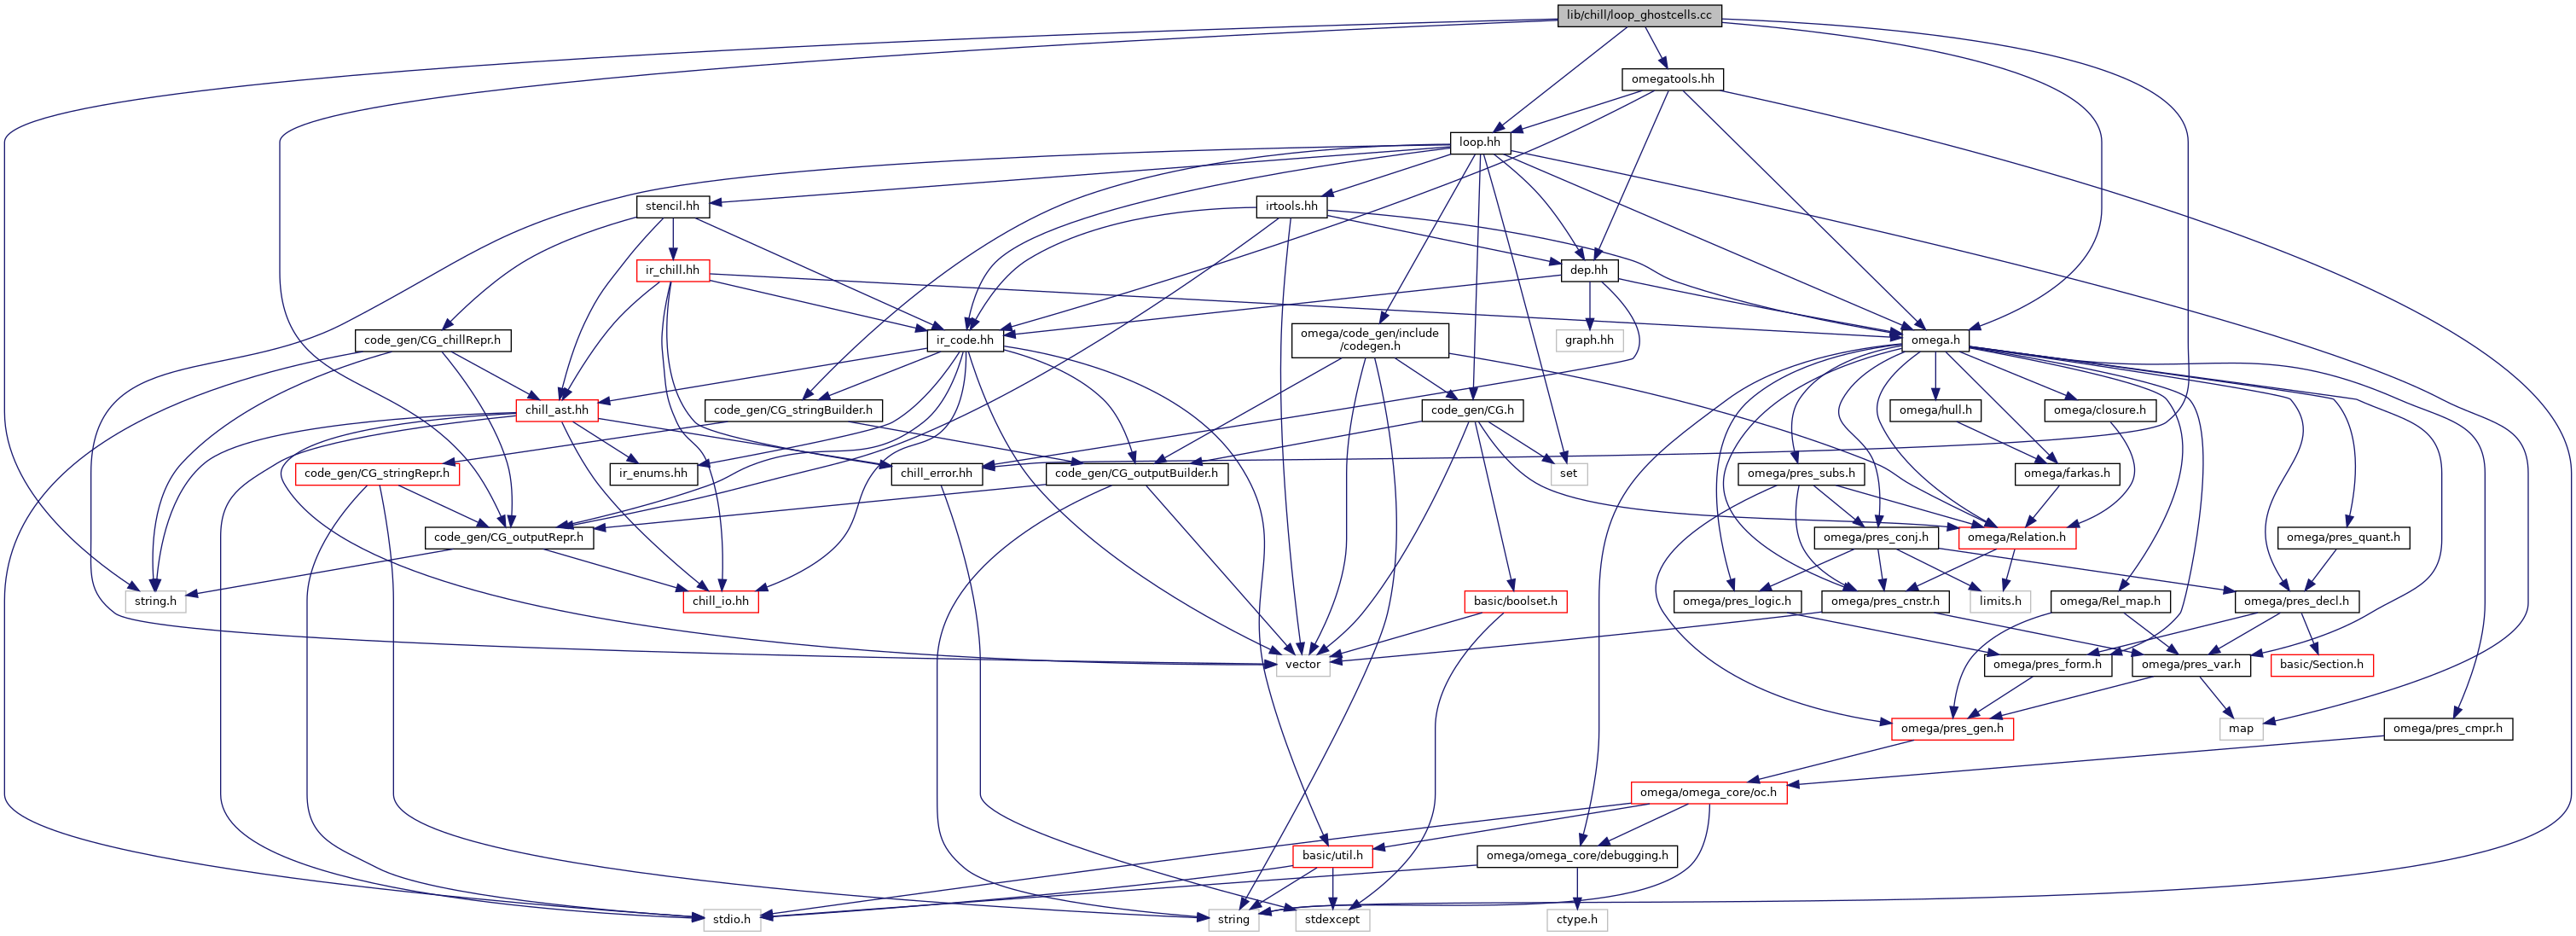 lib/chill/loop_ghostcells.cc
omegatools.hh
loop.hh
stencil.hh
irtools.hh
ir_chill.hh
dep.hh
code_gen/CG_chillRepr.h
ir_code.hh
omega/code_gen/include
/codegen.h
graph.hh
omega.h
chill_ast.hh
code_gen/CG_stringBuilder.h
code_gen/CG.h
omega/hull.h
omega/closure.h
code_gen/CG_stringRepr.h
ir_enums.hh
chill_error.hh
code_gen/CG_outputBuilder.h
set
omega/pres_subs.h
omega/farkas.h
code_gen/CG_outputRepr.h
omega/pres_conj.h
omega/Relation.h
omega/pres_quant.h
string.h
chill_io.hh
basic/boolset.h
omega/pres_logic.h
omega/pres_cnstr.h
limits.h
omega/Rel_map.h
omega/pres_decl.h
vector
omega/pres_form.h
omega/pres_var.h
basic/Section.h
omega/pres_gen.h
map
omega/pres_cmpr.h
omega/omega_core/oc.h
basic/util.h
omega/omega_core/debugging.h
stdio.h
string
stdexcept
ctype.h